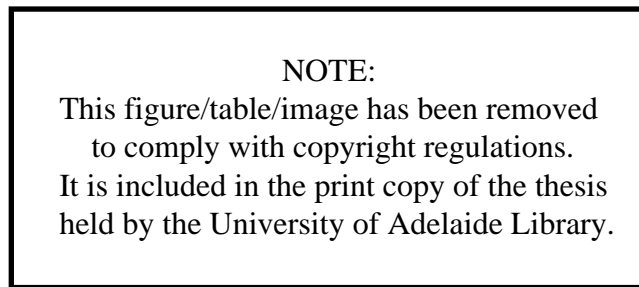 NOTE:
This figure/table/image has been removed
to comply with copyright regulations.
It is included in the print copy of the thesis
held by the University of Adelaide Library.